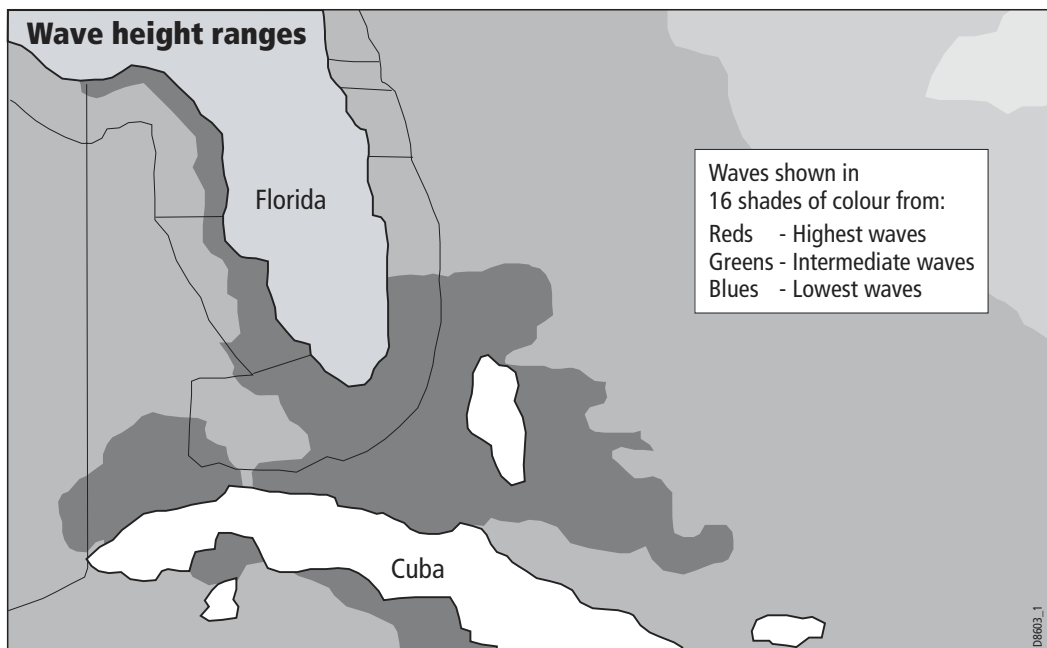 Wave height ranges
Florida
Waves shown in
16 shades of colour from:
Reds - Highest waves
Greens - Intermediate waves
Blues - Lowest waves
Cuba
D8603_1